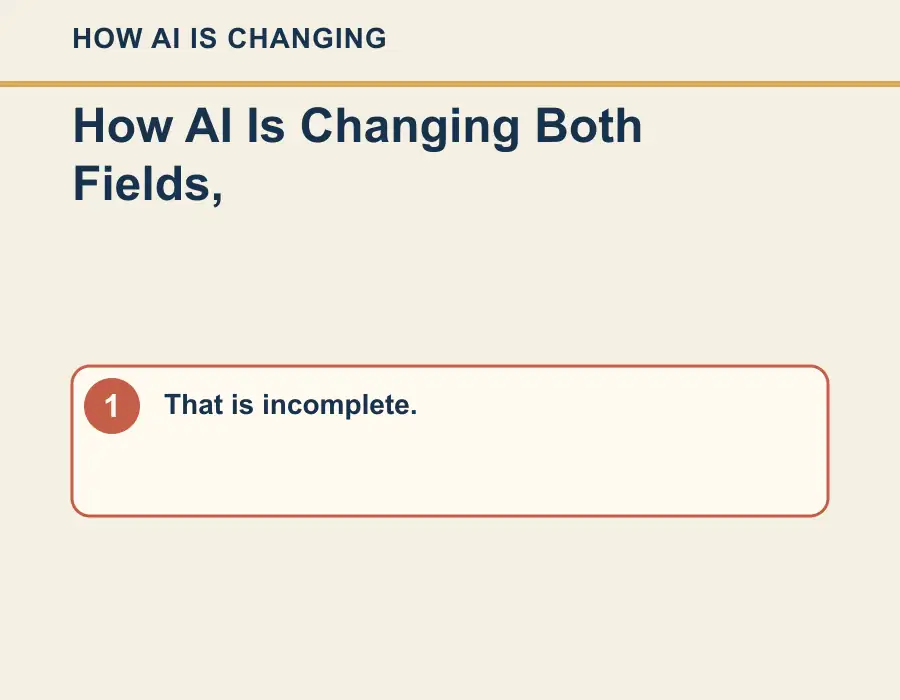 HOW AI IS CHANGING
How AI Is Changing Both
Fields,
1
That is incomplete.